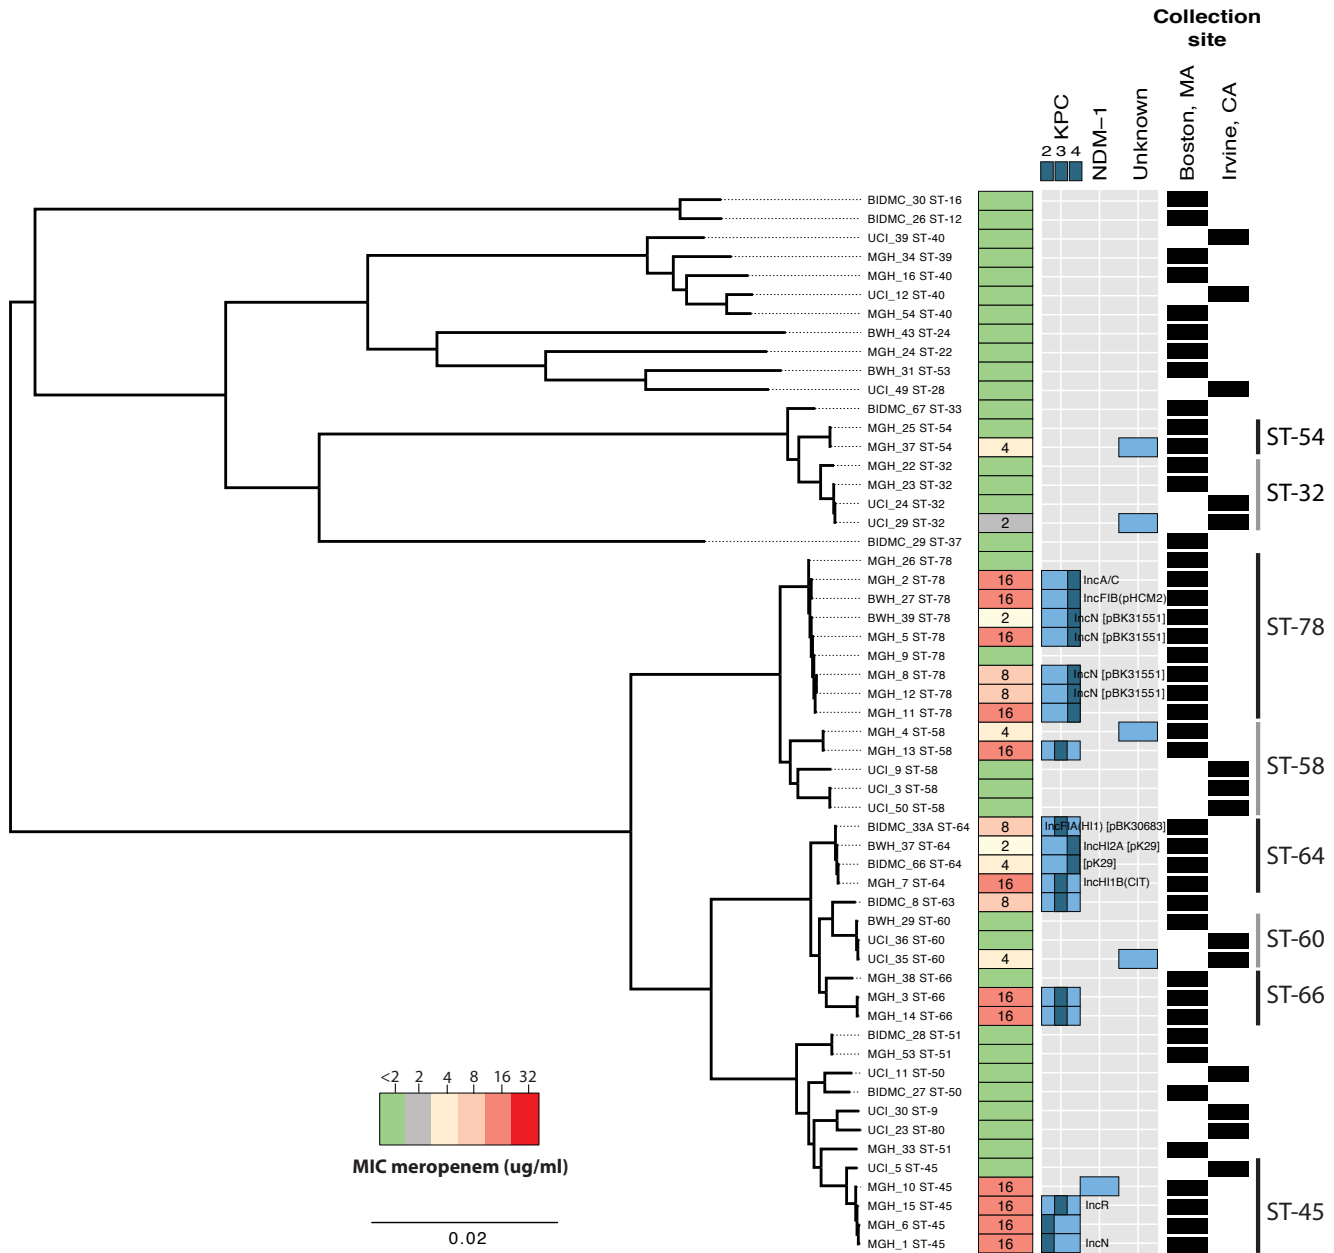 Collection
site
2 3 4
KPC
NDM–1
Unknown
Boston, MA
Irvine, CA
BIDMC_30 ST-16
BIDMC_26 ST-12
UCI_39 ST-40
MGH_34 ST-39
MGH_16 ST-40
UCI_12 ST-40
MGH_54 ST-40
BWH_43 ST-24
MGH_24 ST-22
BWH_31 ST-53
UCI_49 ST-28
BIDMC_67 ST-33
MGH_25 ST-54
ST-54
MGH_37 ST-54 4
MGH_22 ST-32
MGH_23 ST-32
ST-32
UCI_24 ST-32
UCI_29 ST-32 2
BIDMC_29 ST-37
MGH_26 ST-78
MGH_2 ST-78 16 IncA/C
BWH_27 ST-78 16 IncFIB(pHCM2)
BWH_39 ST-78 2 IncN [pBK31551]
ST-78
MGH_5 ST-78 16 IncN [pBK31551]
MGH_9 ST-78
MGH_8 ST-78 8 IncN [pBK31551]
MGH_12 ST-78 8 IncN [pBK31551]
MGH_11 ST-78 16
MGH_4 ST-58 4
MGH_13 ST-58 16
ST-58
UCI_9 ST-58
UCI_3 ST-58
UCI_50 ST-58
BIDMC_33A ST-64 8 IncFIA(HI1) [pBK30683]
BWH_37 ST-64 2 IncHI2A [pK29]
ST-64
BIDMC_66 ST-64 4 [pK29]
MGH_7 ST-64 16 IncHI1B(CIT)
BIDMC_8 ST-63 8
BWH_29 ST-60
UCI_36 ST-60
ST-60
UCI_35 ST-60 4
MGH_38 ST-66
MGH_3 ST-66 16
ST-66
MGH_14 ST-66 16
BIDMC_28 ST-51
MGH_53 ST-51
UCI_11 ST-50
BIDMC_27 ST-50
UCI_30 ST-9
UCI_23 ST-80
MGH_33 ST-51
UCI_5 ST-45
MGH_10 ST-45 16
MGH_15 ST-45 16 IncR
ST-45
MGH_6 ST-45 16
MGH_1 ST-45 16 IncN
<2 2 4 8 16 32
MIC meropenem (ug/ml)
0.02